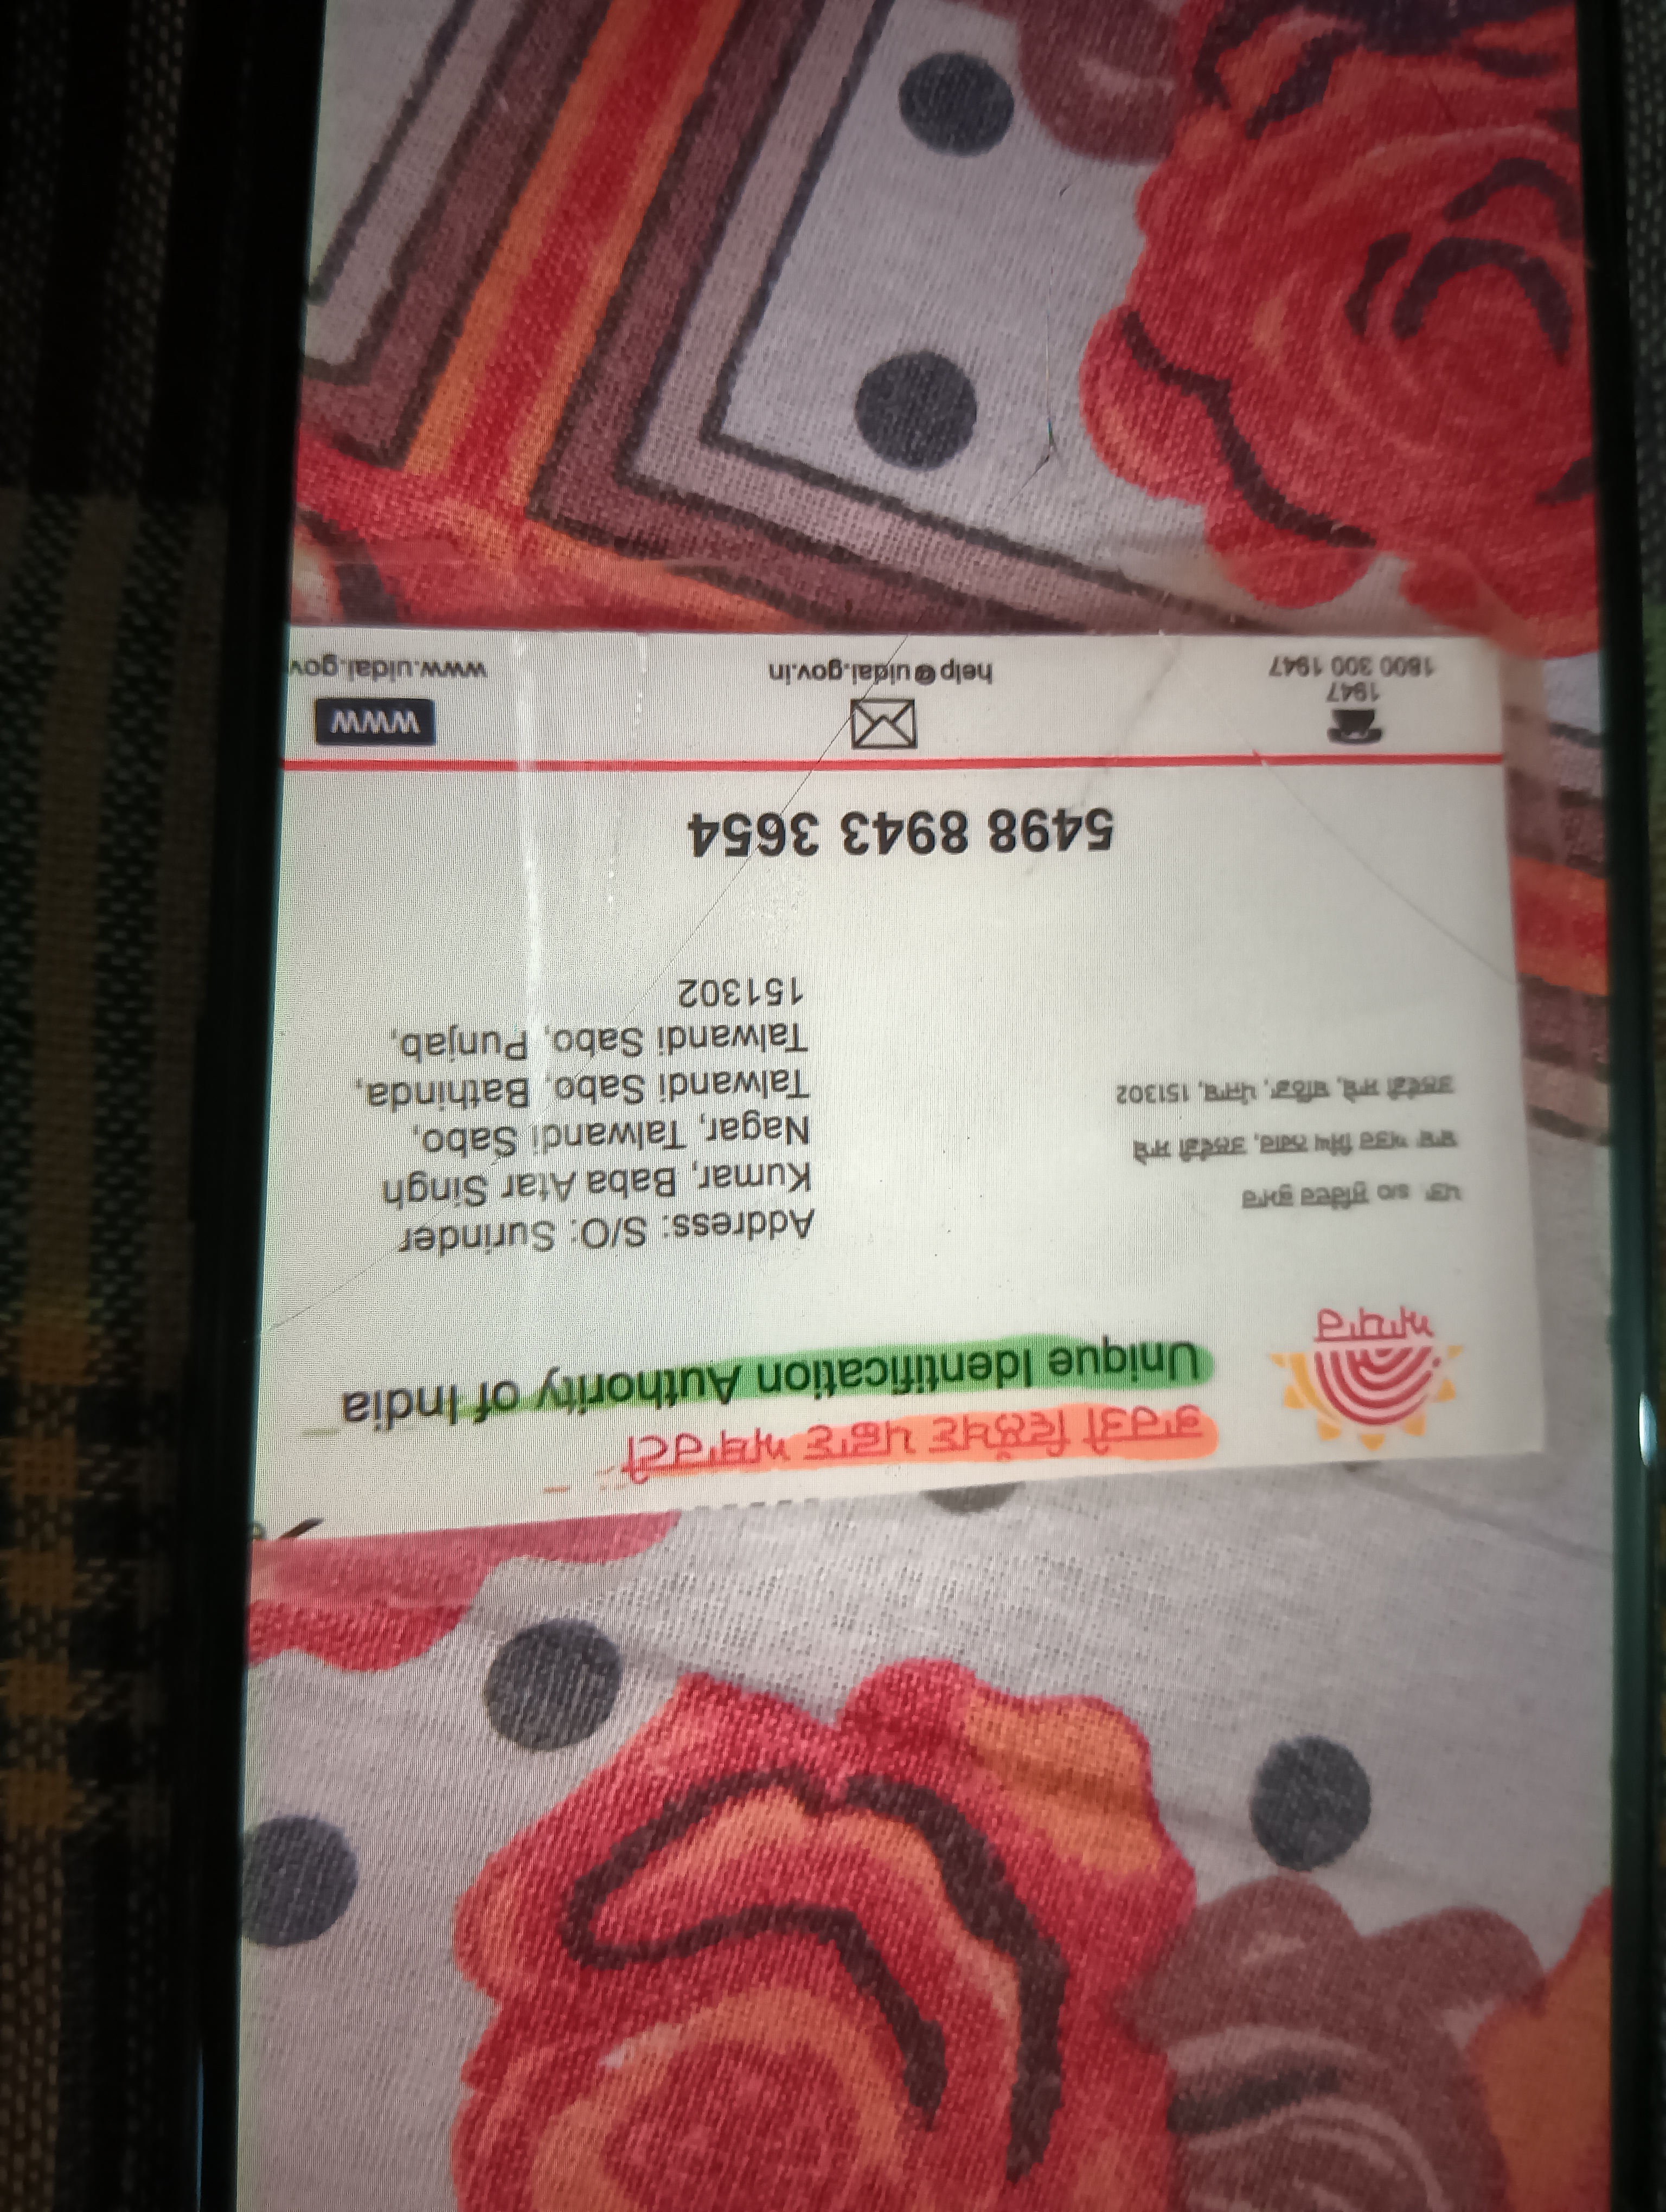 ਭਾਰਤੀ ਵਿਲੱਖਣ ਪਛਾਣ ਅਥਾਰਟੀ
Unique Identification Authority of India
ਆਧਾਰ
ਪਤਾ S/O ਸੁਰਿੰਦਰ ਕੁਮਾਰ
ਬਾਬਾ ਅਤਰ ਸਿੰਘ ਨਗਰ, ਤਲਵੰਡੀ ਸਾਬੋ
ਤਲਵੰਡੀ ਸਾਬੋ, ਬਠਿੰਡਾ, ਪੰਜਾਬ, 151302
Address: S/O: Surinder
Kumar, Baba Atar Singh
Nagar, Talwandi Sabo,
Talwandi Sabo, Bathinda,
Talwandi Sabo, Punjab,
151302
5498 8943 3654
1947
1800 300 1947
help@uidai.gov.in
www
www.uidai.gov